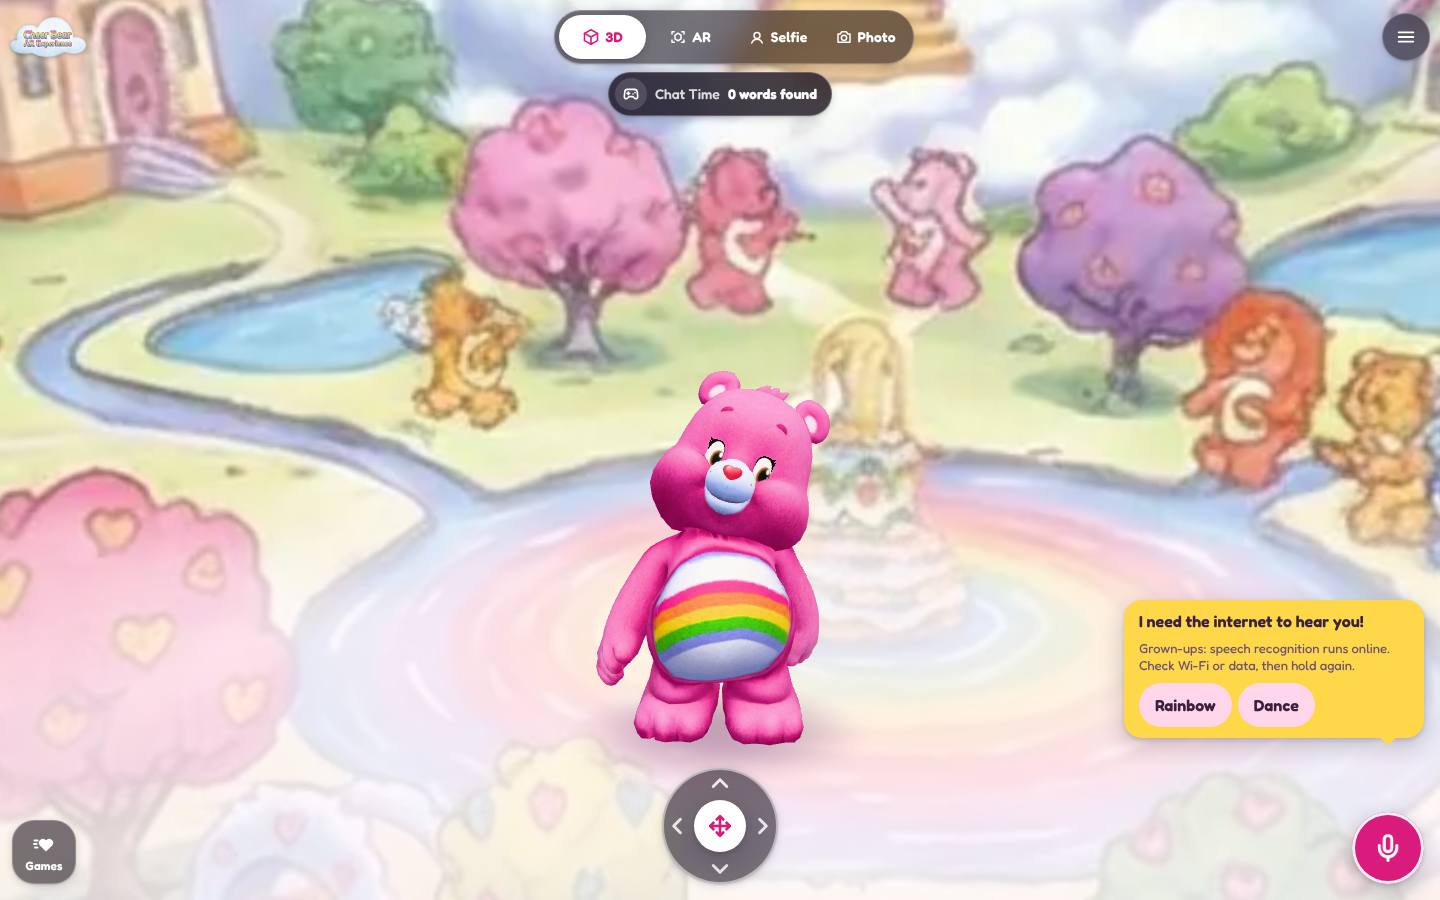 Cheer Bear
AR Experience
3D
AR
Selfie
Photo
Chat Time 0 words found
I need the internet to hear you!
Grown-ups: speech recognition runs online.
Check Wi-Fi or data, then hold again.
Rainbow
Dance
Games